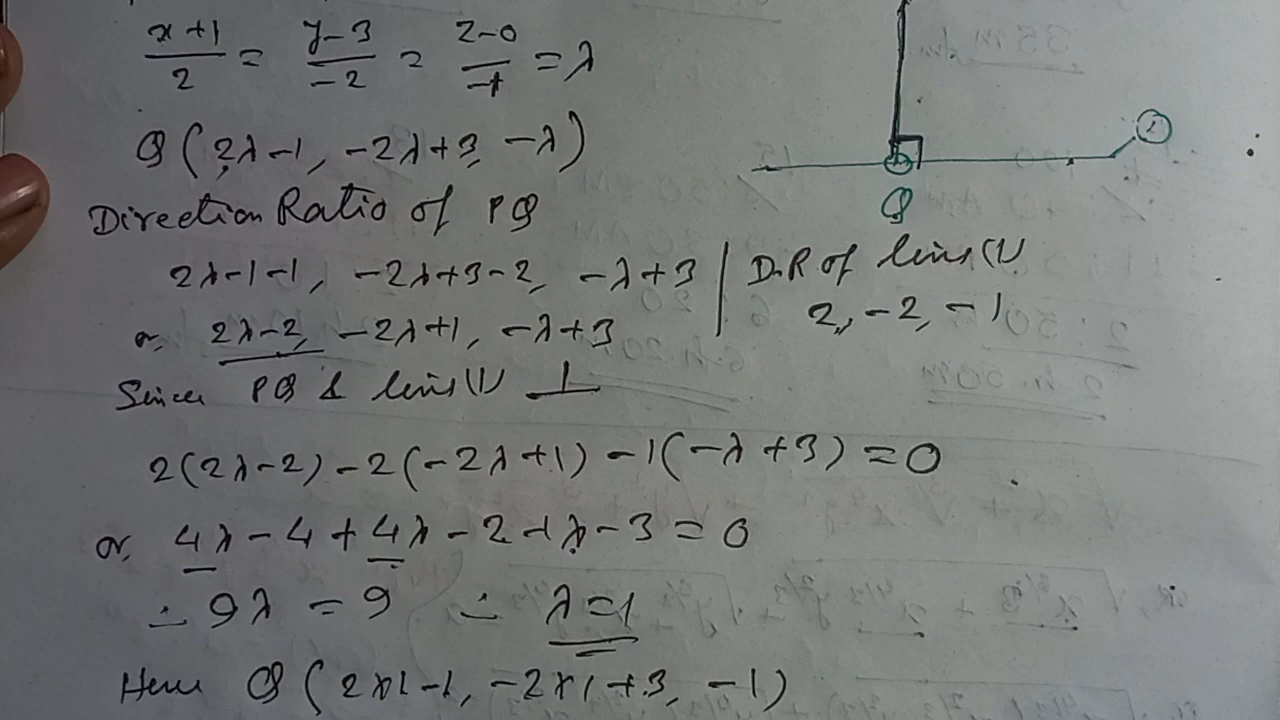 x+1/2 = y-3/-2 = z-0/-1 = λ
Q(2λ-1, -2λ+3, -λ)
Direction Ratio of PQ
2λ-1-1, -2λ+3-2, -λ+3 | D.R of line(1)
or, 2λ-2, -2λ+1, -λ+3 | 2, -2, -1
Since PQ & line(1) ⊥
2(2λ-2)-2(-2λ+1)-1(-λ+3)=0
or, 4λ-4+4λ-2+λ-3=0
∴ 9λ=9 ∴ λ=1
Here Q(2×1-1, -2×1+3, -1)
1
Q